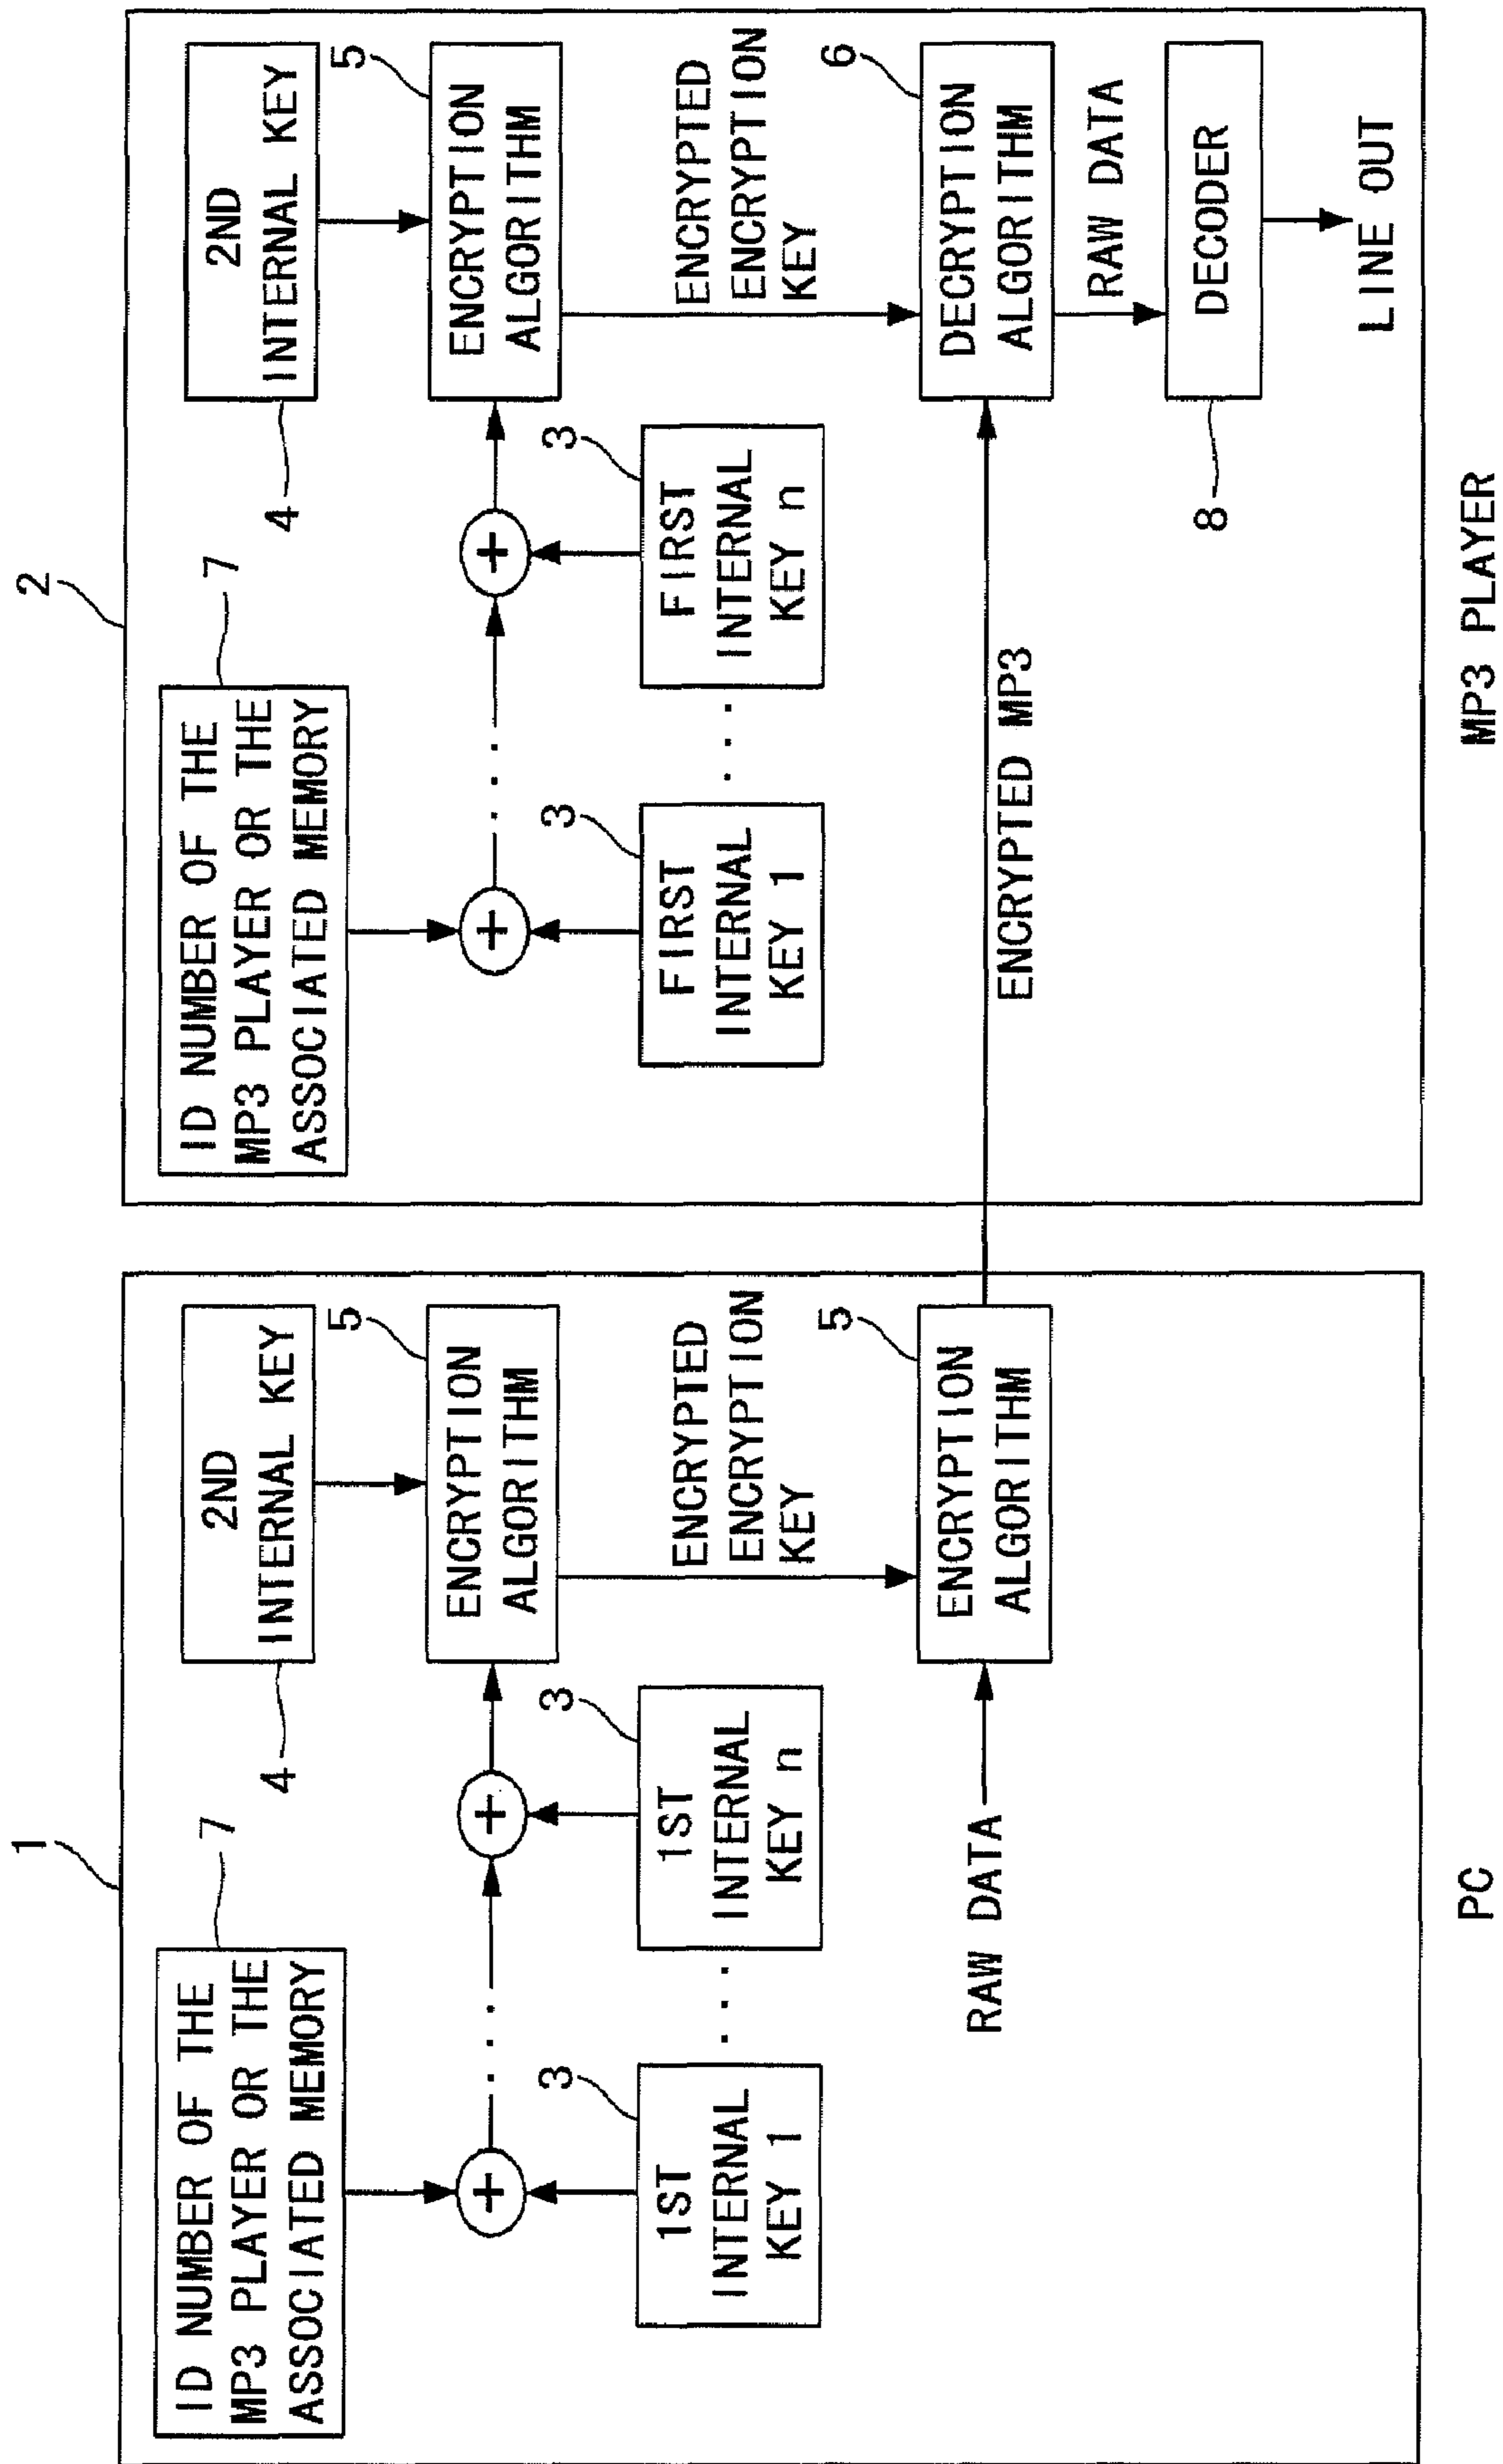 1
7
ID NUMBER OF THE
MP3 PLAYER OR THE
ASSOCIATED MEMORY
4
2ND
INTERNAL KEY
5
ENCRYPTION
ALGORITHM
+
. . .
+
3
1ST
INTERNAL
KEY 1
. . .
3
1ST
INTERNAL
KEY n
ENCRYPTED
ENCRYPTION
KEY
5
RAW DATA
ENCRYPTION
ALGORITHM
PC
2
7
ID NUMBER OF THE
MP3 PLAYER OR THE
ASSOCIATED MEMORY
4
2ND
INTERNAL KEY
5
ENCRYPTION
ALGORITHM
+
. . .
+
3
FIRST
INTERNAL
KEY 1
. . .
3
FIRST
INTERNAL
KEY n
ENCRYPTED
ENCRYPTION
KEY
6
ENCRYPTED MP3
DECRYPTION
ALGORITHM
RAW DATA
8
DECODER
LINE OUT
MP3 PLAYER